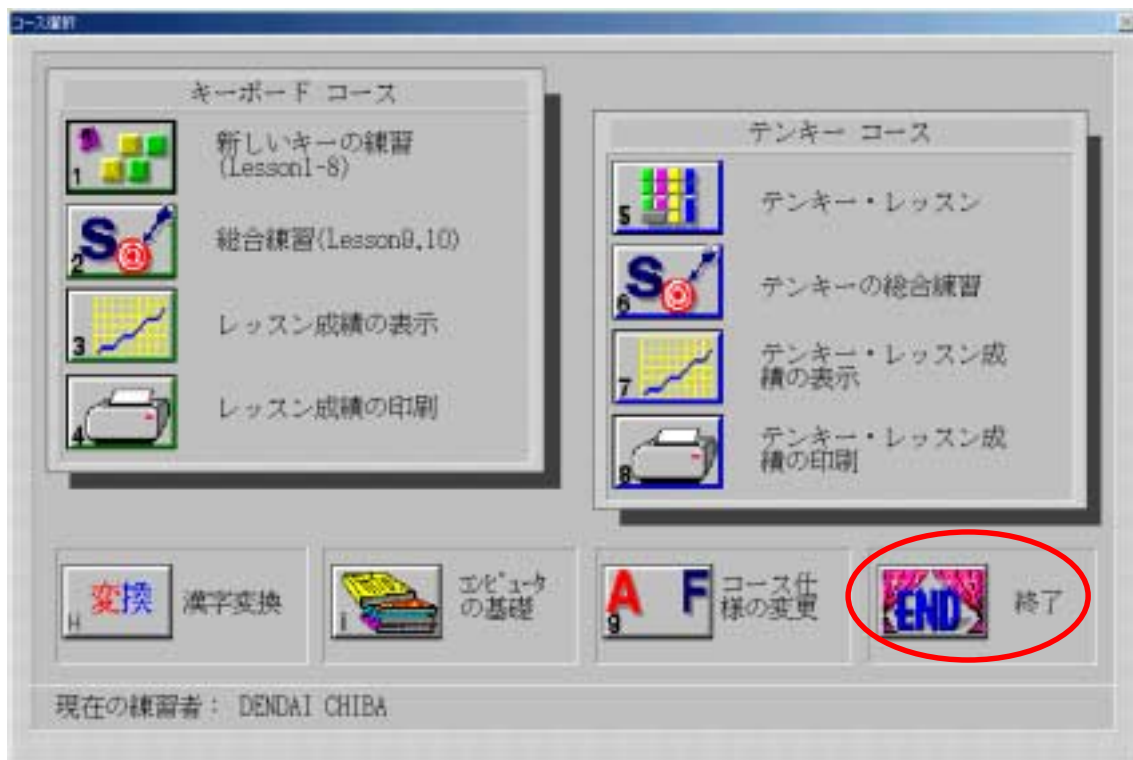 コース選択
キーボード コース
1
新しいキーの練習
(Lesson1-8)
2
総合練習(Lesson9,10)
3
レッスン成績の表示
4
レッスン成績の印刷
テンキー コース
5
テンキー・レッスン
6
テンキーの総合練習
7
テンキー・レッスン成
績の表示
8
テンキー・レッスン成
績の印刷
変換
H
漢字変換
i
コンピュータ
の基礎
A F
9
コース仕
様の変更
END
終了
現在の練習者： DENDAI CHIBA